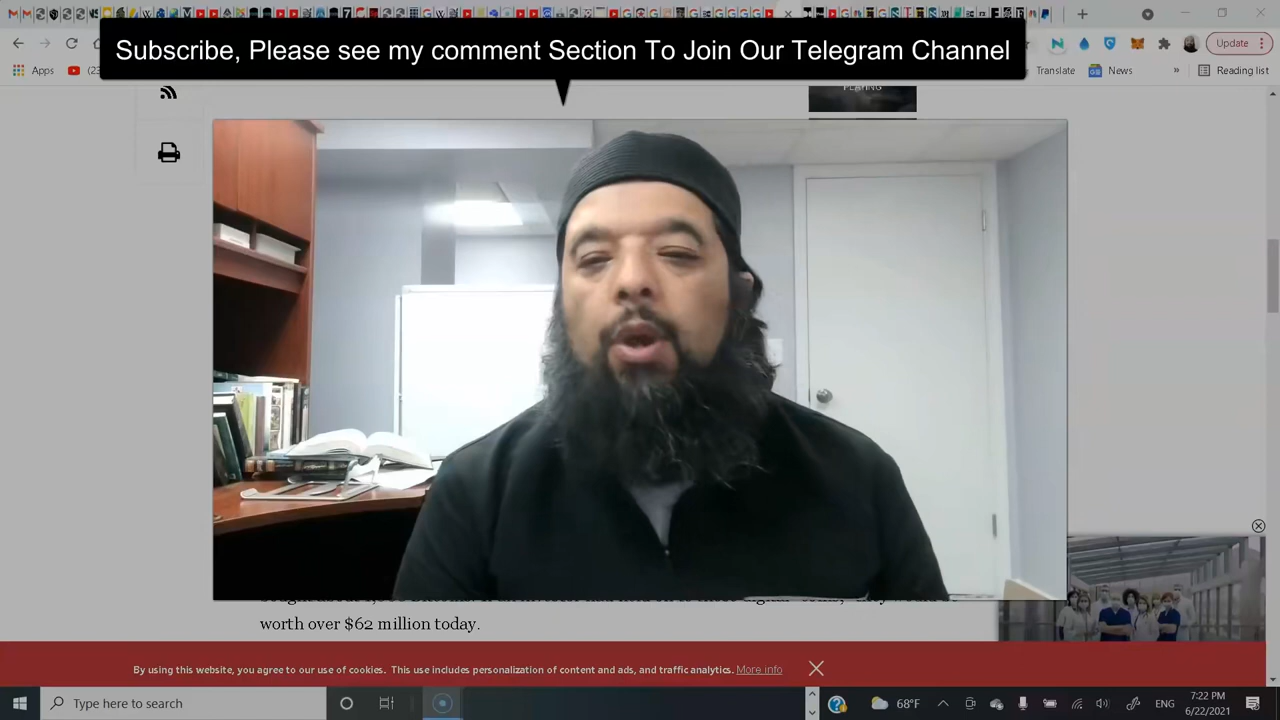 Subscribe, Please see my comment Section To Join Our Telegram Channel
Update
Apps
Translate
News
Reading list
PLAYING
worth over $62 million today.
By using this website, you agree to our use of cookies. This use includes personalization of content and ads, and traffic analytics. More info
Type here to search
68°F
ENG
7:22 PM
6/22/2021